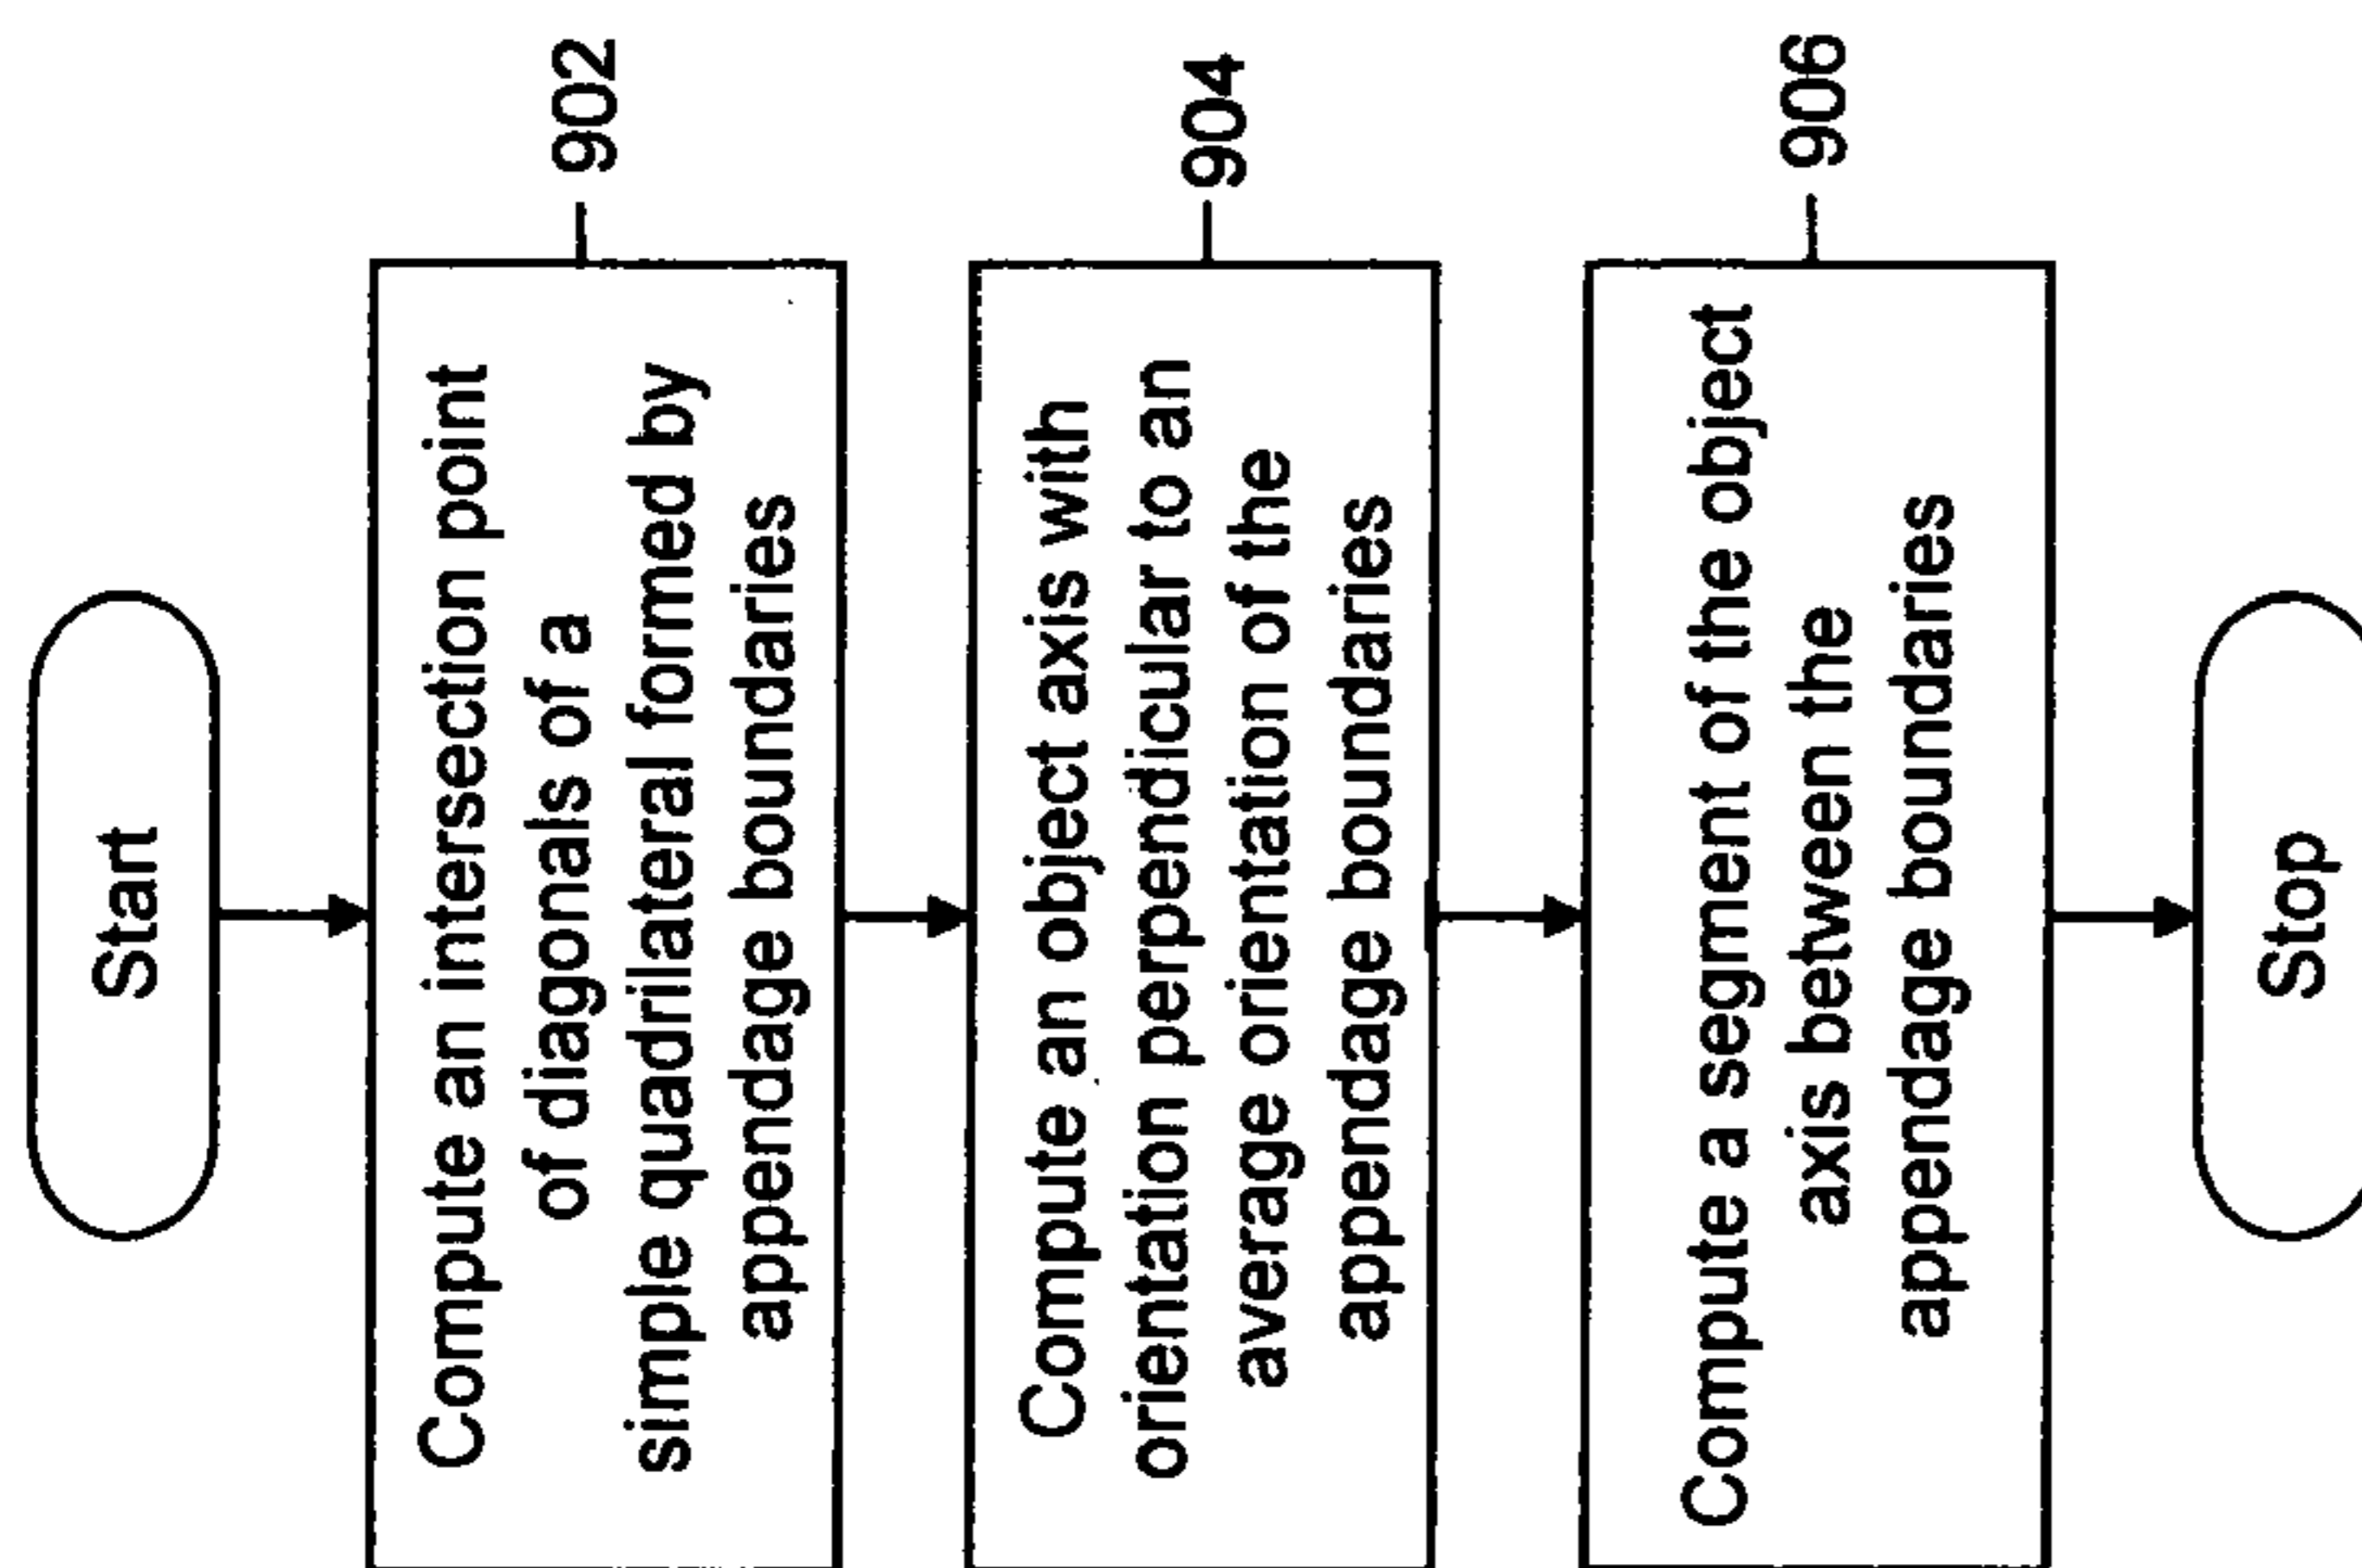 Start
Compute an intersection point
of diagonals of a
simple quadrilateral formed by
appendage boundaries
902
Compute an object axis with
orientation perpendicular to an
average orientation of the
appendage boundaries
904
Compute a segment of the object
axis between the
appendage boundaries
906
Stop